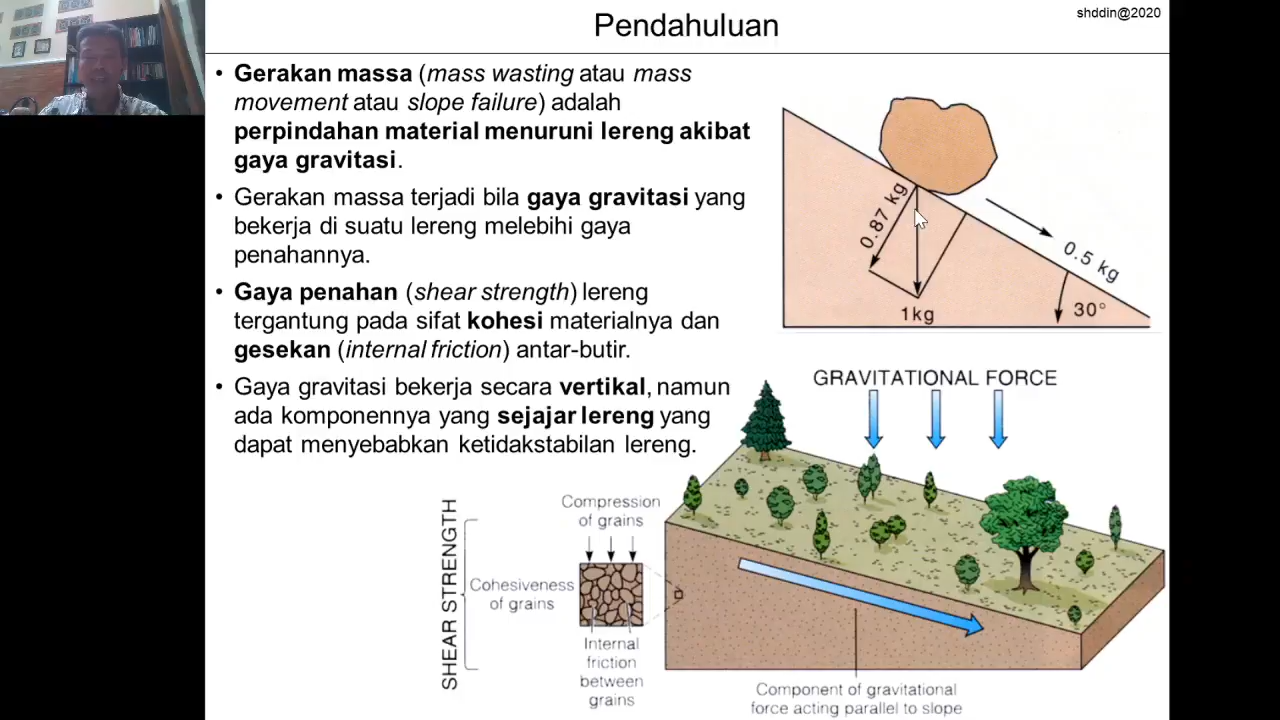 Pendahuluan
shddin@2020
• Gerakan massa (mass wasting atau mass
movement atau slope failure) adalah
perpindahan material menuruni lereng akibat
gaya gravitasi.
• Gerakan massa terjadi bila gaya gravitasi yang
bekerja di suatu lereng melebihi gaya
penahannya.
• Gaya penahan (shear strength) lereng
tergantung pada sifat kohesi materialnya dan
gesekan (internal friction) antar-butir.
• Gaya gravitasi bekerja secara vertikal, namun
ada komponennya yang sejajar lereng yang
dapat menyebabkan ketidakstabilan lereng.
0.87 kg
0.5 kg
1kg
30°
GRAVITATIONAL FORCE
SHEAR STRENGTH
Compression
of grains
Cohesiveness
of grains
Internal
friction
between
grains
Component of gravitational
force acting parallel to slope